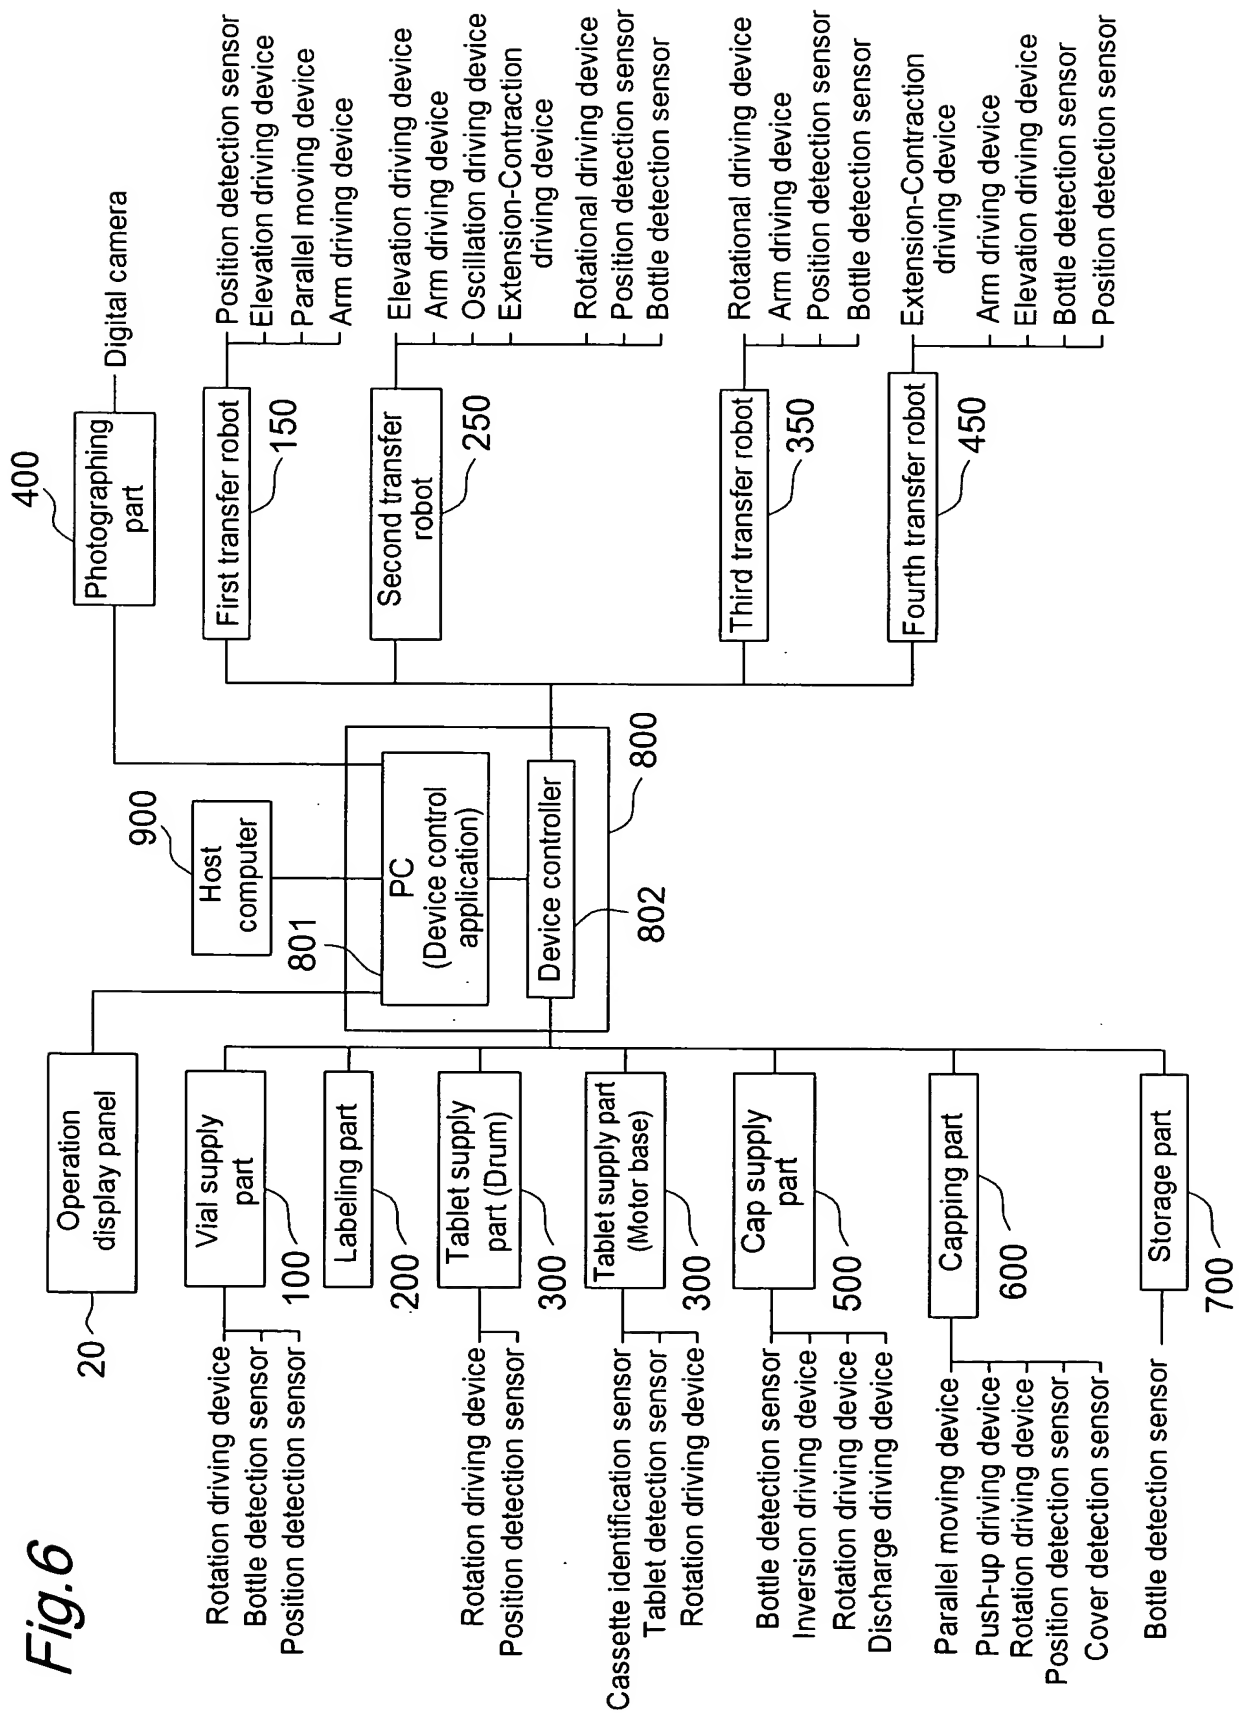 Fig.6
Operation
display panel
20
Host
computer
900
Photographing
part
400
Digital camera
PC
(Device control
application)
801
Device controller
802
800
Vial supply
part
100
Rotation driving device
Bottle detection sensor
Position detection sensor
Labeling part
200
Tablet supply
part (Drum)
300
Rotation driving device
Position detection sensor
Tablet supply part
(Motor base)
300
Cassette identification sensor
Tablet detection sensor
Rotation driving device
Cap supply
part
500
Bottle detection sensor
Inversion driving device
Rotation driving device
Discharge driving device
Capping part
600
Parallel moving device
Push-up driving device
Rotation driving device
Position detection sensor
Cover detection sensor
Storage part
700
Bottle detection sensor
First transfer robot
150
Position detection sensor
Elevation driving device
Parallel moving device
Arm driving device
Second transfer
robot
250
Elevation driving device
Arm driving device
Oscillation driving device
Extension-Contraction
driving device
Rotational driving device
Position detection sensor
Bottle detection sensor
Third transfer robot
350
Rotational driving device
Arm driving device
Position detection sensor
Bottle detection sensor
Fourth transfer robot
450
Extension-Contraction
driving device
Arm driving device
Elevation driving device
Bottle detection sensor
Position detection sensor